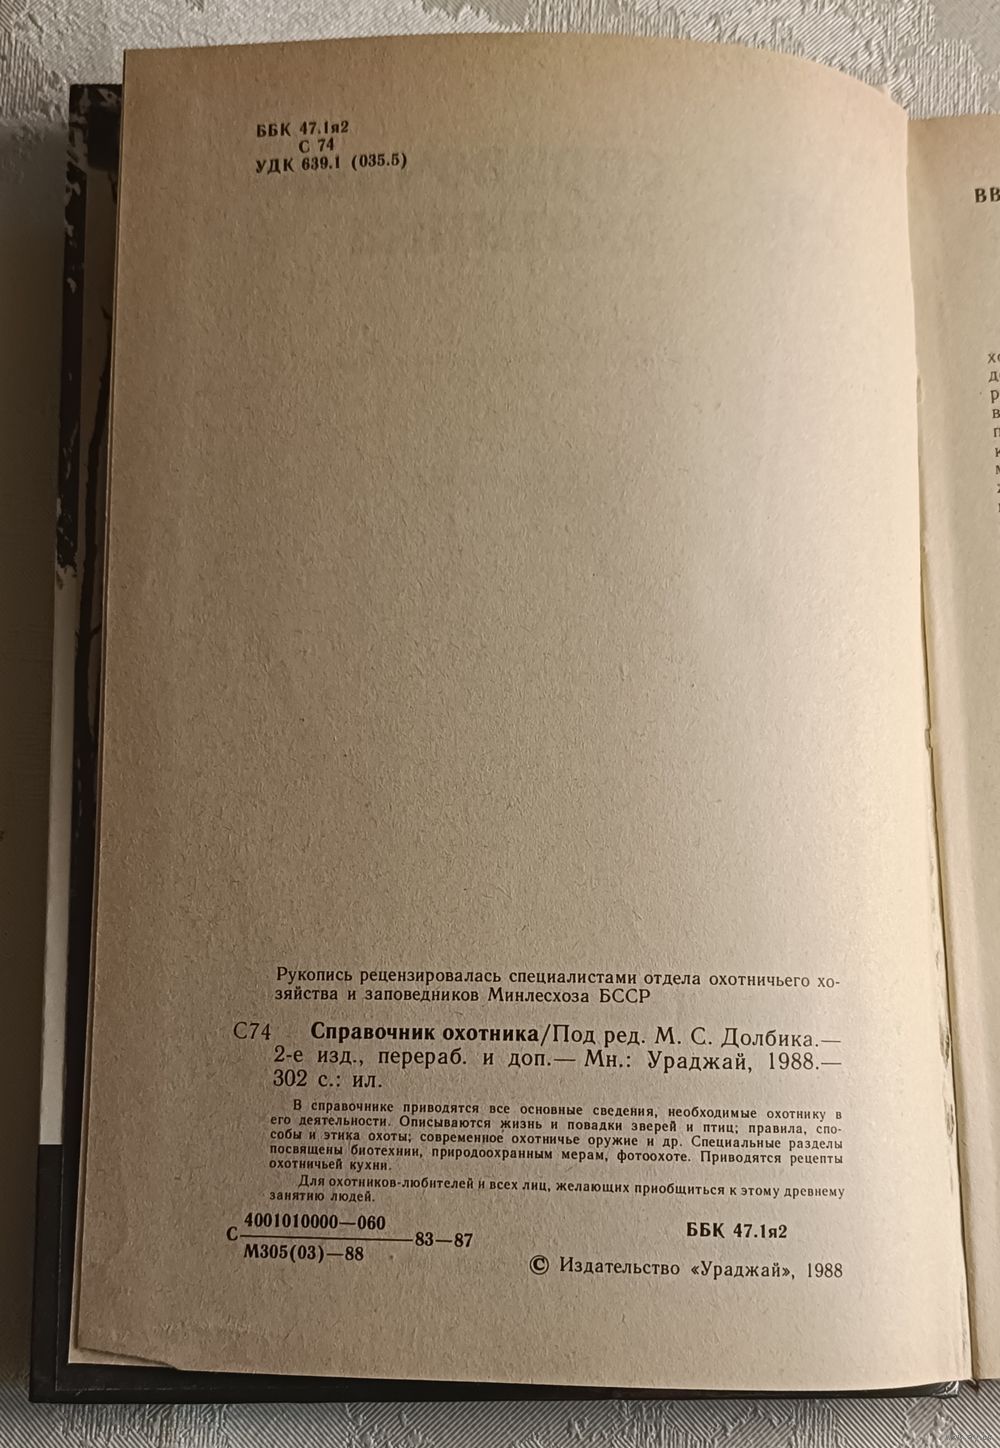 ББК 47.1я2
С 74
УДК 639.1 (035.5)
Рукопись рецензировалась специалистами отдела охотничьего хо-
зяйства и заповедников Минлесхоза БССР
С74 Справочник охотника/Под ред. М. С. Долбика.—
2-е изд., перераб. и доп.— Мн.: Ураджай, 1988.—
302 с.: ил.
В справочнике приводятся все основные сведения, необходимые охотнику в
его деятельности. Описываются жизнь и повадки зверей и птиц; правила, спо-
собы и этика охоты; современное охотничье оружие и др. Специальные разделы
посвящены биотехнии, природоохранным мерам, фотоохоте. Приводятся рецепты
охотничьей кухни.
Для охотников-любителей и всех лиц, желающих приобщиться к этому древнему
занятию людей.
4001010000—060
С 83—87
М305(03)—88
ББК 47.1я2
© Издательство «Ураджай», 1988
ВВ